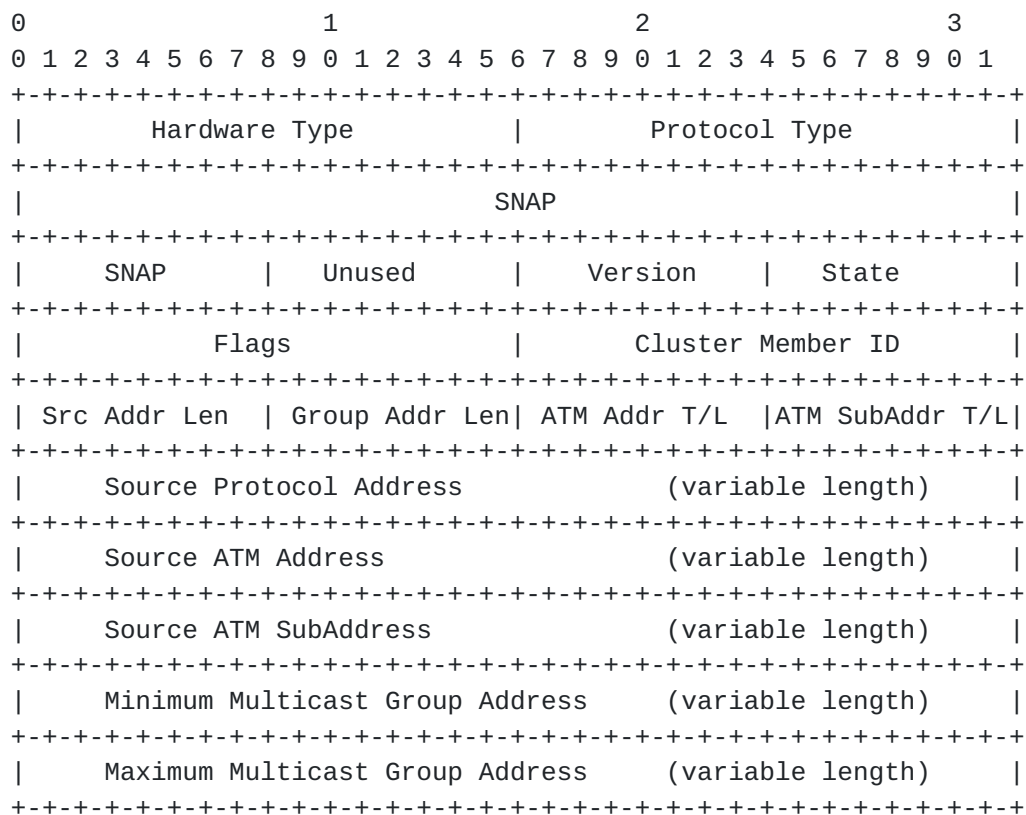 0                   1                   2                   3
0 1 2 3 4 5 6 7 8 9 0 1 2 3 4 5 6 7 8 9 0 1 2 3 4 5 6 7 8 9 0 1
+-+-+-+-+-+-+-+-+-+-+-+-+-+-+-+-+-+-+-+-+-+-+-+-+-+-+-+-+-+-+-+-+
|        Hardware Type          |        Protocol Type          |
+-+-+-+-+-+-+-+-+-+-+-+-+-+-+-+-+-+-+-+-+-+-+-+-+-+-+-+-+-+-+-+-+
|                              SNAP                             |
+-+-+-+-+-+-+-+-+-+-+-+-+-+-+-+-+-+-+-+-+-+-+-+-+-+-+-+-+-+-+-+-+
|     SNAP      |   Unused      |    Version    |   State       |
+-+-+-+-+-+-+-+-+-+-+-+-+-+-+-+-+-+-+-+-+-+-+-+-+-+-+-+-+-+-+-+-+
|            Flags              |       Cluster Member ID       |
+-+-+-+-+-+-+-+-+-+-+-+-+-+-+-+-+-+-+-+-+-+-+-+-+-+-+-+-+-+-+-+-+
| Src Addr Len  | Group Addr Len| ATM Addr T/L  |ATM SubAddr T/L|
+-+-+-+-+-+-+-+-+-+-+-+-+-+-+-+-+-+-+-+-+-+-+-+-+-+-+-+-+-+-+-+-+
|     Source Protocol Address             (variable length)     |
+-+-+-+-+-+-+-+-+-+-+-+-+-+-+-+-+-+-+-+-+-+-+-+-+-+-+-+-+-+-+-+-+
|     Source ATM Address                  (variable length)     |
+-+-+-+-+-+-+-+-+-+-+-+-+-+-+-+-+-+-+-+-+-+-+-+-+-+-+-+-+-+-+-+-+
|     Source ATM SubAddress               (variable length)     |
+-+-+-+-+-+-+-+-+-+-+-+-+-+-+-+-+-+-+-+-+-+-+-+-+-+-+-+-+-+-+-+-+
|     Minimum Multicast Group Address     (variable length)     |
+-+-+-+-+-+-+-+-+-+-+-+-+-+-+-+-+-+-+-+-+-+-+-+-+-+-+-+-+-+-+-+-+
|     Maximum Multicast Group Address     (variable length)     |
+-+-+-+-+-+-+-+-+-+-+-+-+-+-+-+-+-+-+-+-+-+-+-+-+-+-+-+-+-+-+-+-+